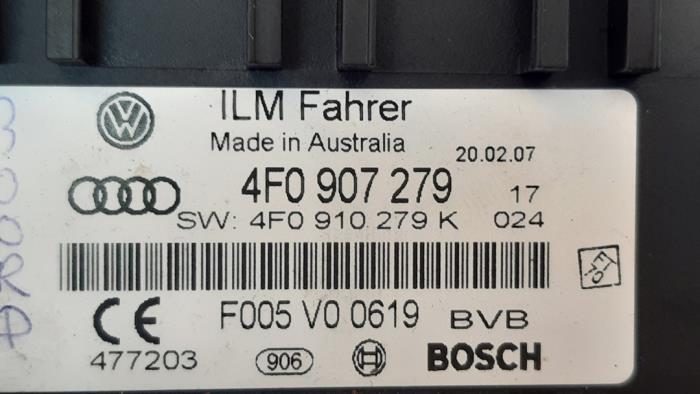 ILM Fahrer
Made in Australia 20.02.07
4F0 907 279 17
SW: 4F0 910 279 K 024
F005 V0 0619 BVB
CE
477203 906 BOSCH